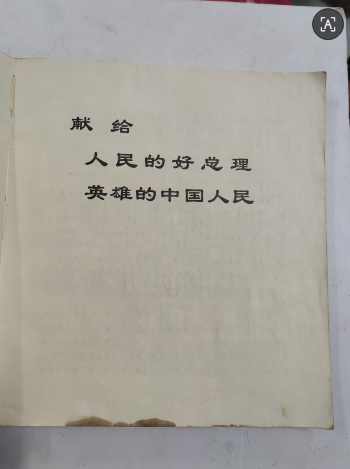 献给
人民的好总理
英雄的中国人民